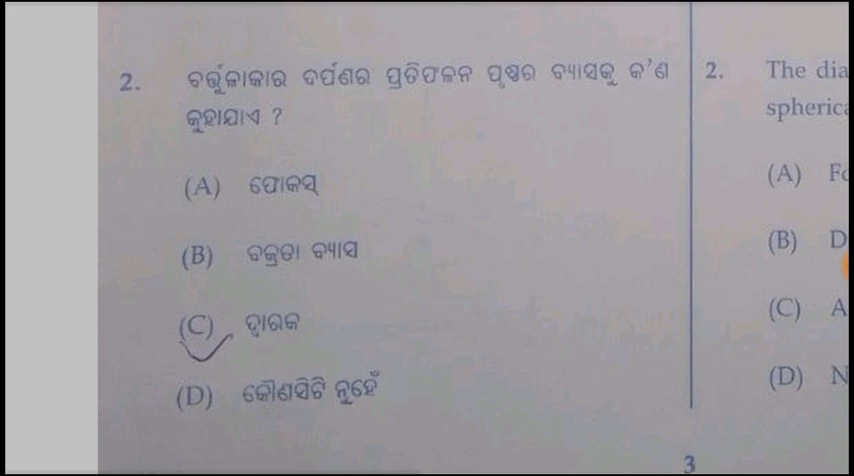 2. ବର୍ତ୍ତୁଳାକାର ଦର୍ପଣର ପ୍ରତିଫଳନ ପୃଷ୍ଠର ବ୍ୟାସକୁ କ'ଣ
କୁହାଯାଏ ?
(A) ଫୋକସ୍
(B) ବକ୍ରତା ବ୍ୟାସ
(C) ଦ୍ୱାରକ
(D) କୌଣସିଟି ନୁହେଁ
2. The dia
spherica
(A) Fo
(B) D
(C) A
(D) N
3